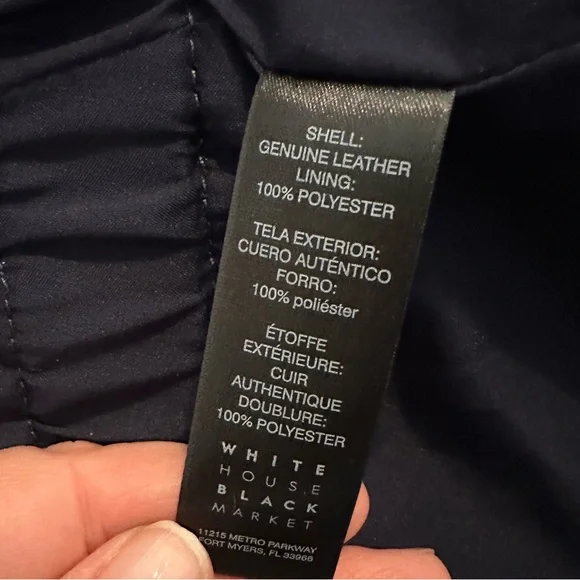 SHELL:
GENUINE LEATHER
LINING:
100% POLYESTER
TELA EXTERIOR:
CUERO AUTÉNTICO
FORRO:
100% poliéster
ÉTOFFE
EXTÉRIEURE:
CUIR
AUTHENTIQUE
DOUBLURE:
100% POLYESTER
WHITE
HOUSE
BLACK
MARKET
11215 METRO PARKWAY
FORT MYERS, FL 33966